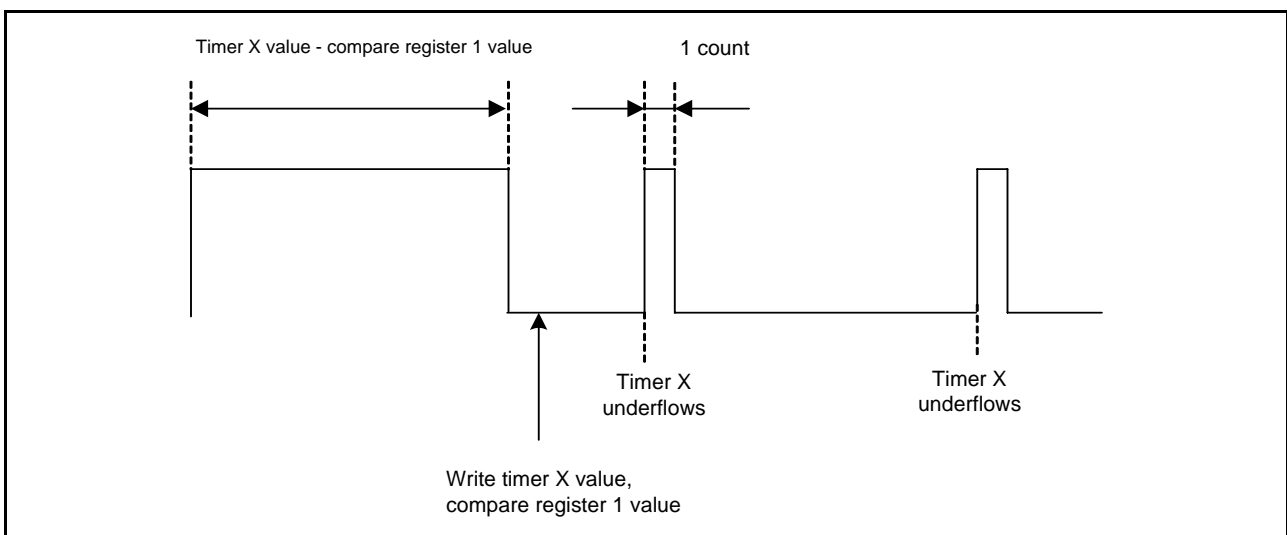 Timer X value - compare register 1 value
1 count
Timer X
underflows
Timer X
underflows
Write timer X value,
compare register 1 value